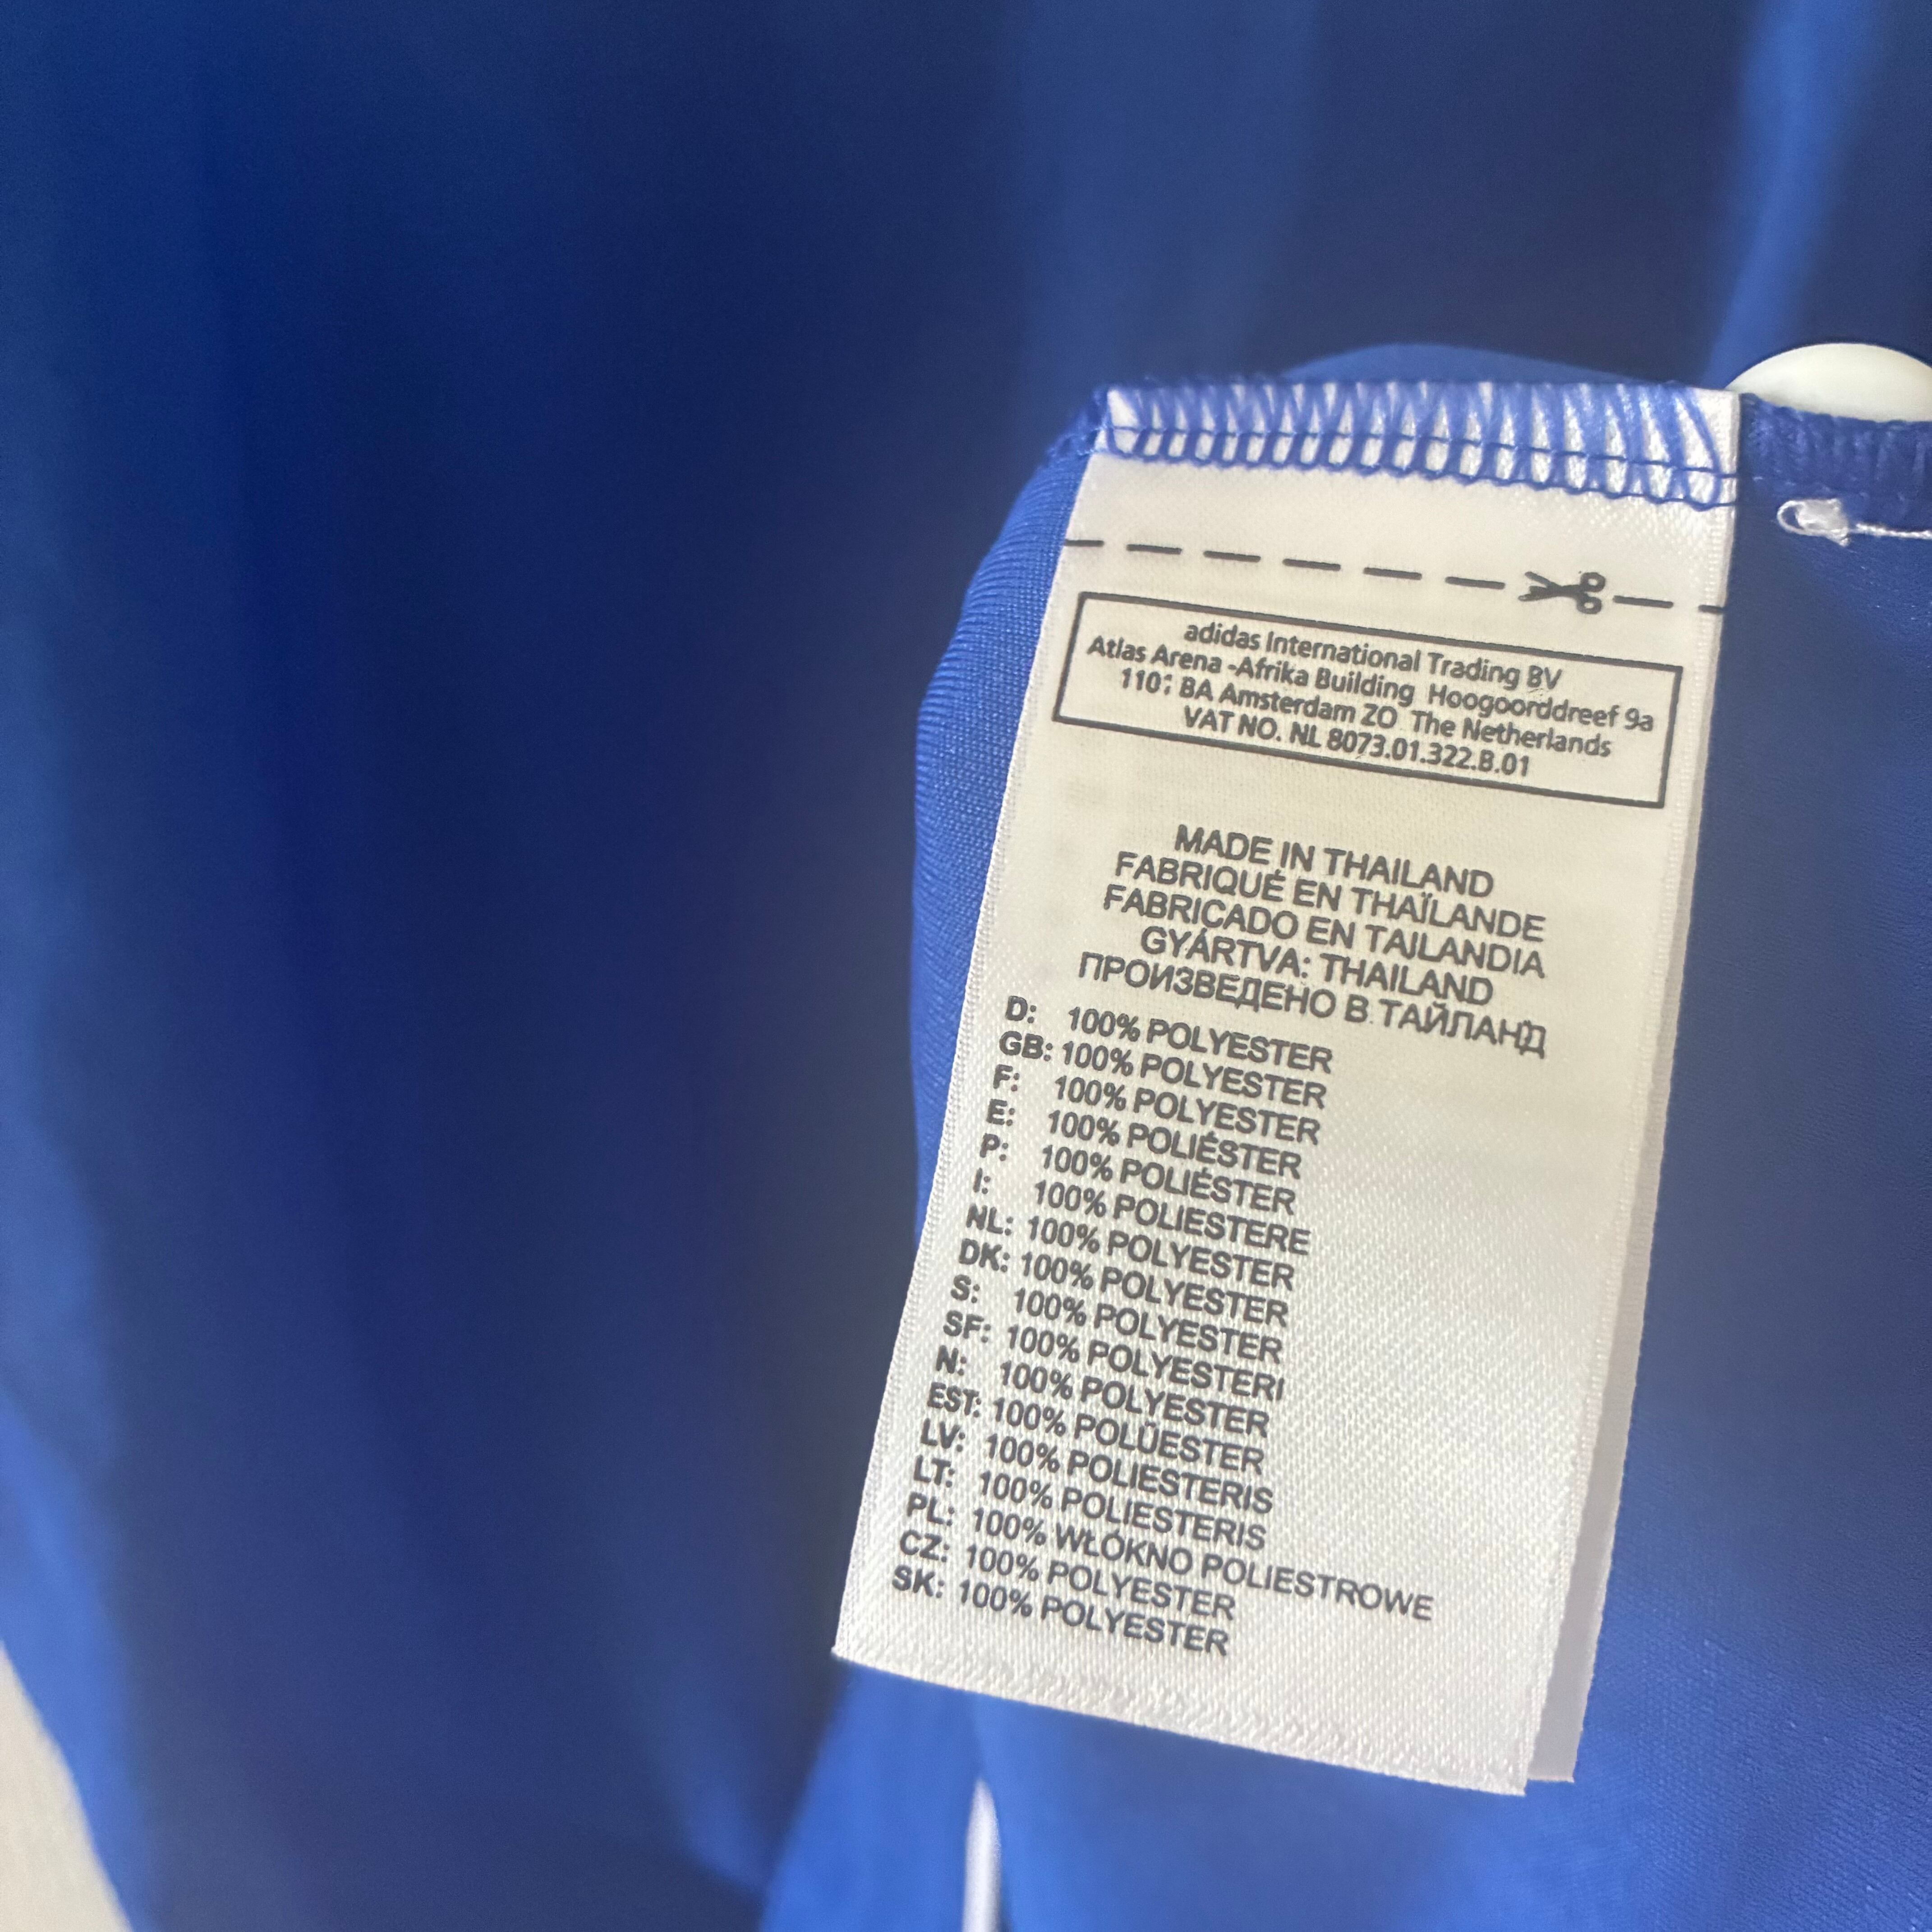 adidas International Trading BV
Atlas Arena -Afrika Building Hoogoorddreef 9a
BA Amsterdam ZO The Netherlands
VAT NO. NL 8073.01.322.B.01
MADE IN THAILAND
FABRIQUÉ EN THAÏLANDE
FABRICADO EN TAILANDIA
GYÁRTVA: THAILAND
ПРОИЗВЕДЕНО В ТАЙЛАНД
D: 100% POLYESTER
GB: 100% POLYESTER
F: 100% POLYESTER
E: 100% POLIÉSTER
P: 100% POLIÉSTER
I: 100% POLIESTERE
NL: 100% POLYESTER
DK: 100% POLYESTER
S: 100% POLYESTER
SF: 100% POLYESTERI
N: 100% POLYESTER
EST: 100% POLÜESTER
LV: 100% POLIESTERIS
LT: 100% POLIESTERIS
PL: 100% WŁÓKNO POLIESTROWE
CZ: 100% POLYESTER
SK: 100% POLYESTER